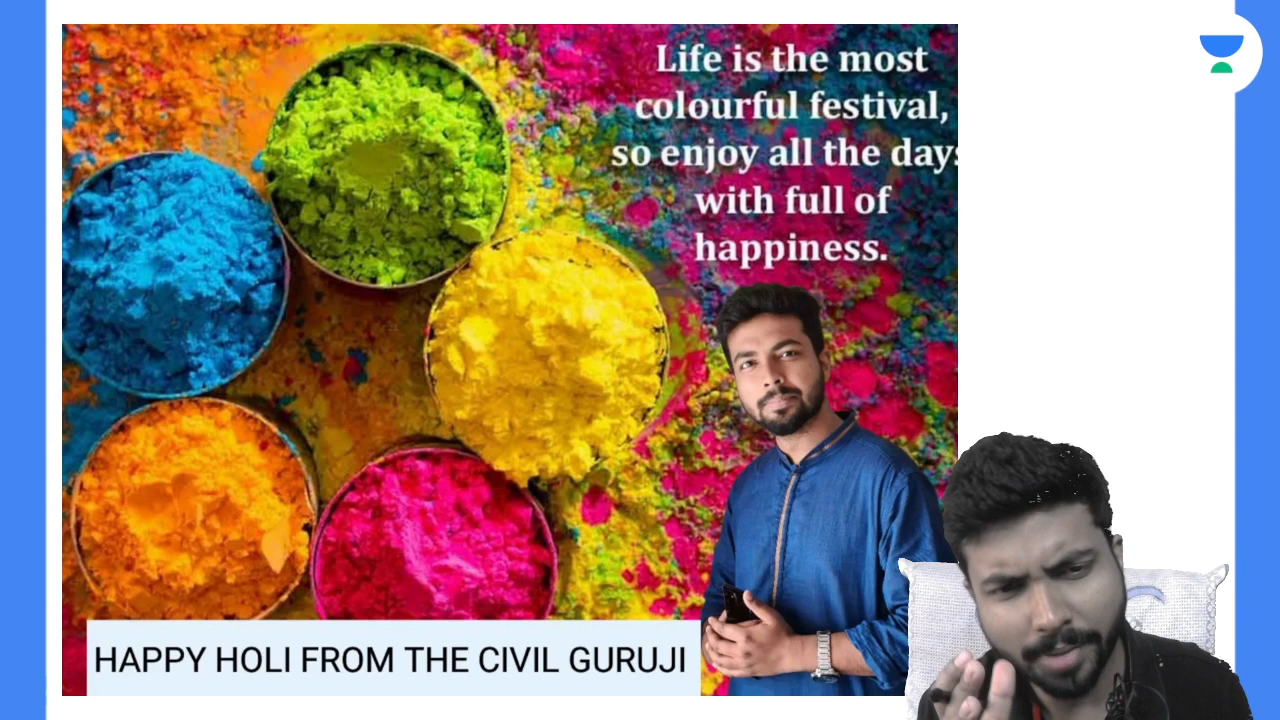 Life is the most
colourful festival,
so enjoy all the days
with full of
happiness.
HAPPY HOLI FROM THE CIVIL GURUJI